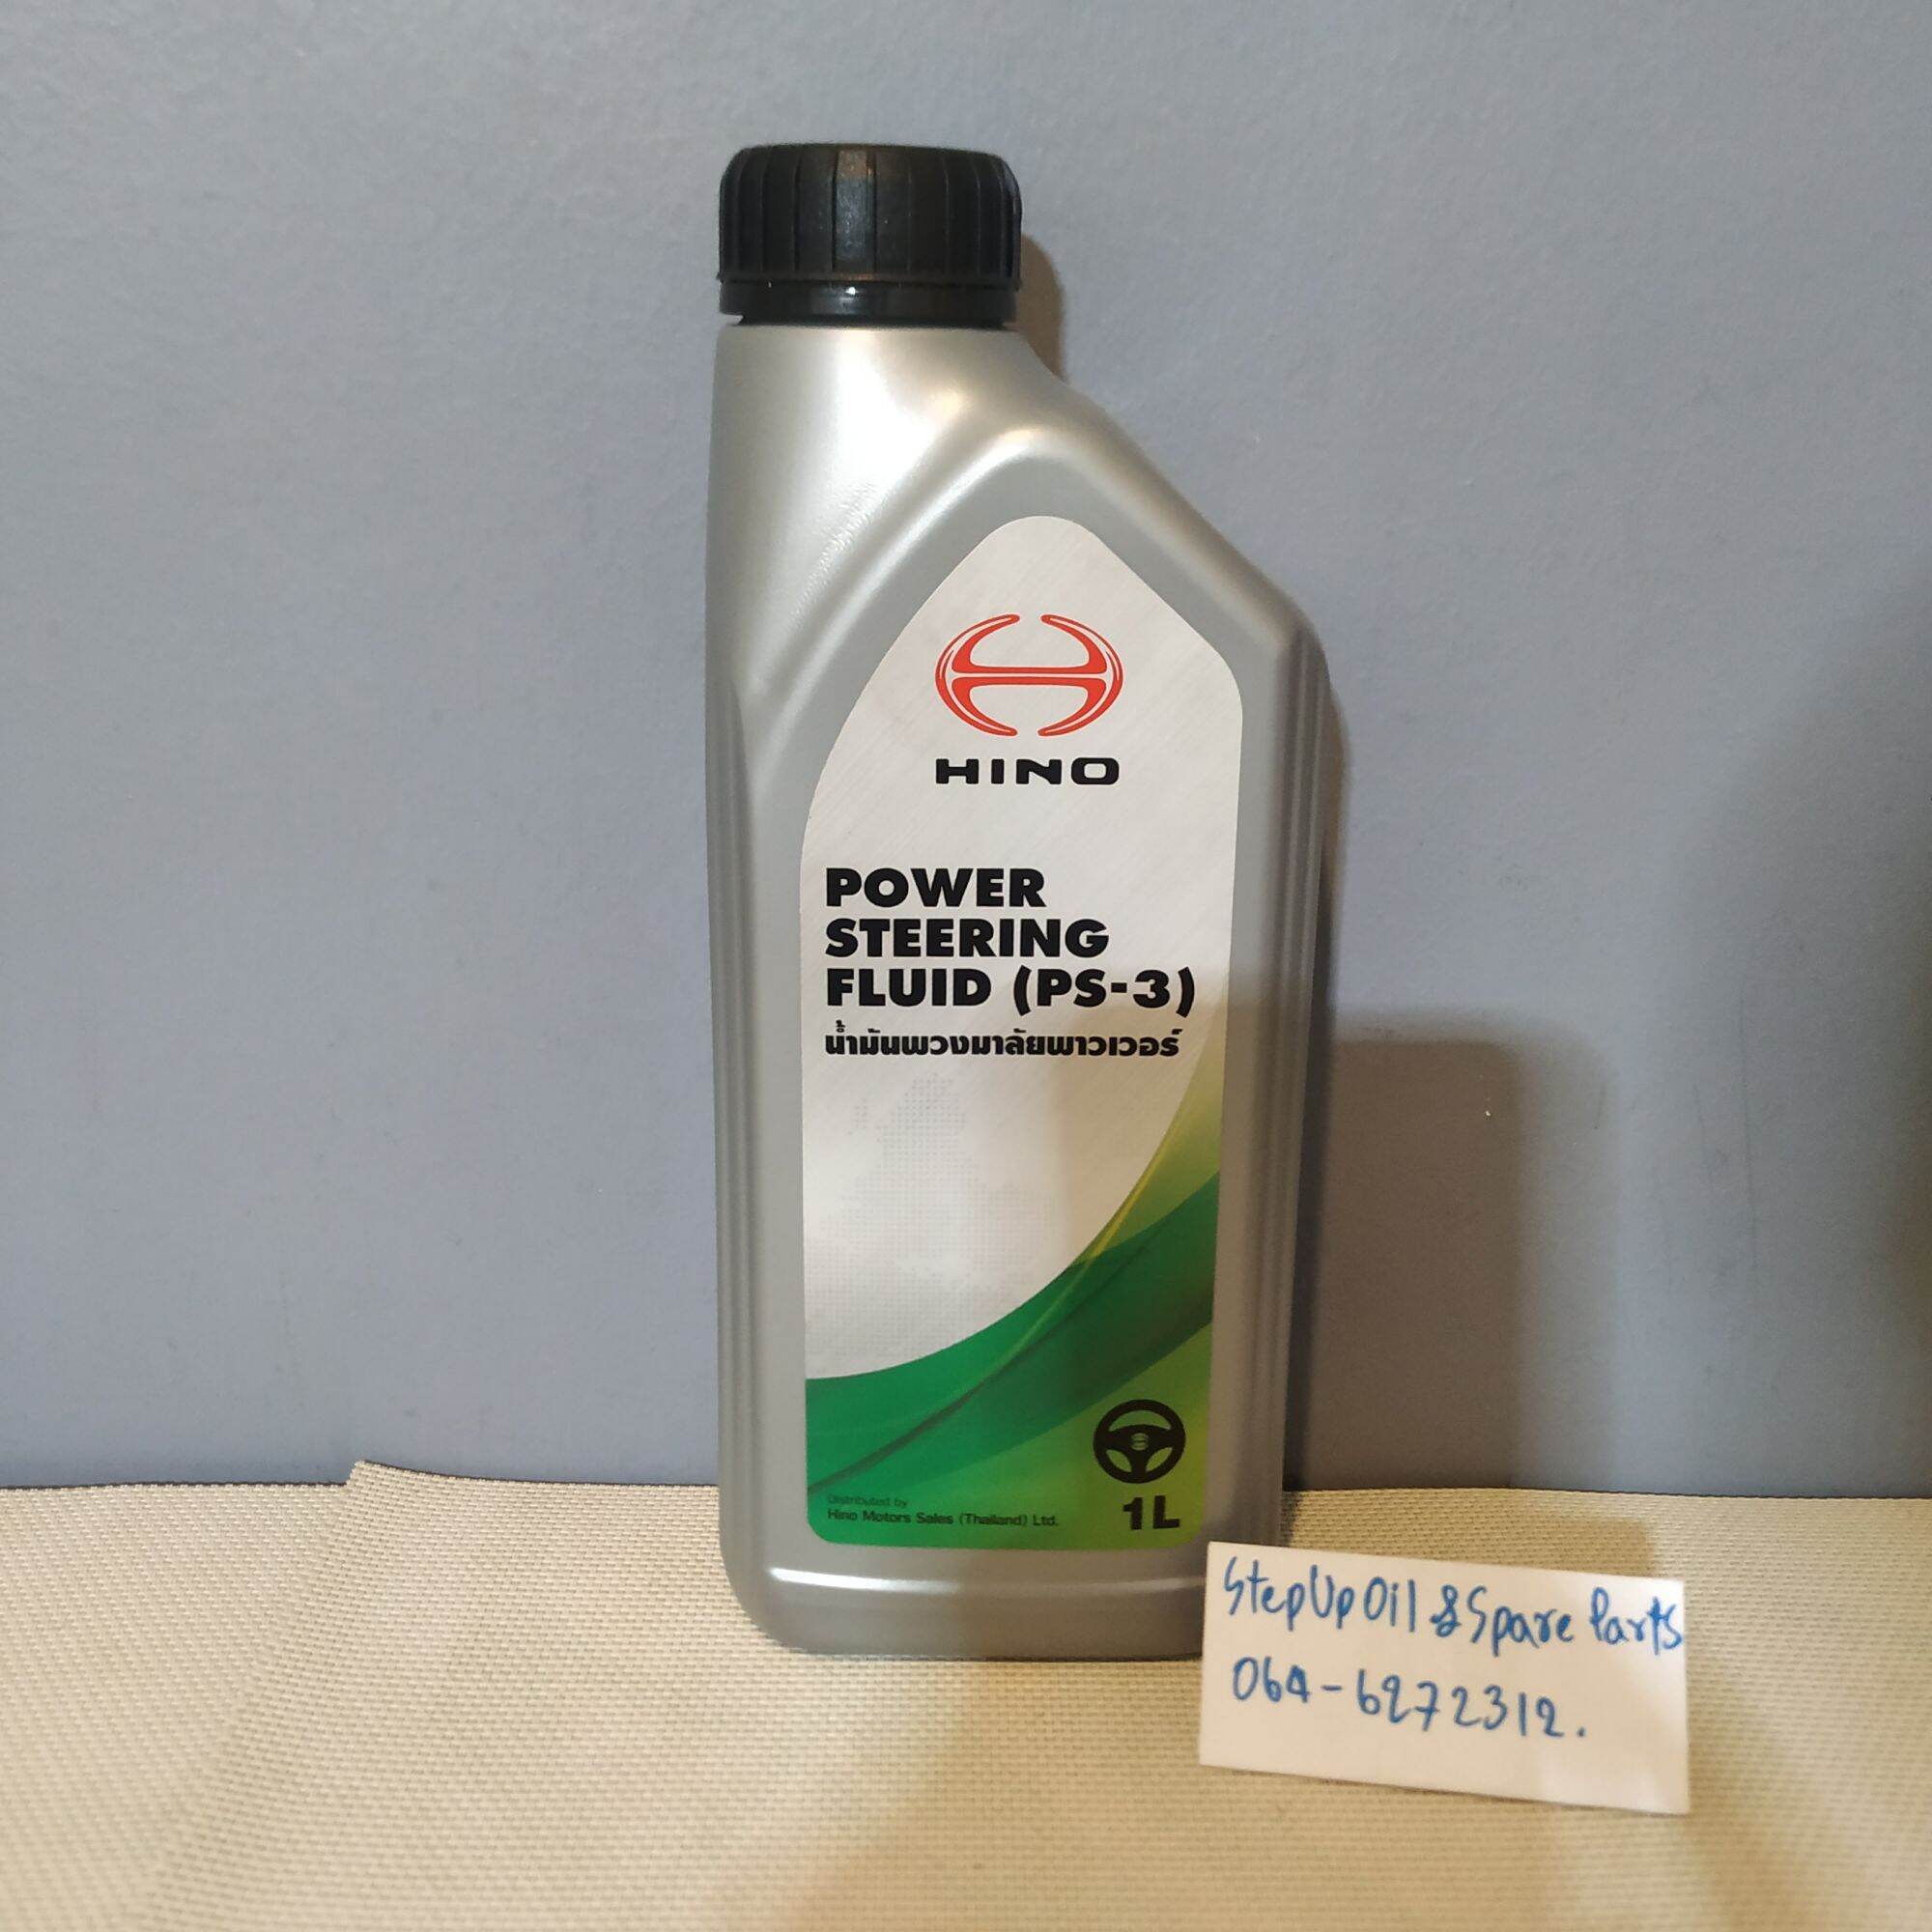 HINO
POWER
STEERING
FLUID (PS-3)
น้ำมันพวงมาลัยพาวเวอร์
Distributed by
Hino Motors Sales (Thailand) Ltd.
1L
StepUp Oil & Spare Parts
064-6272312.